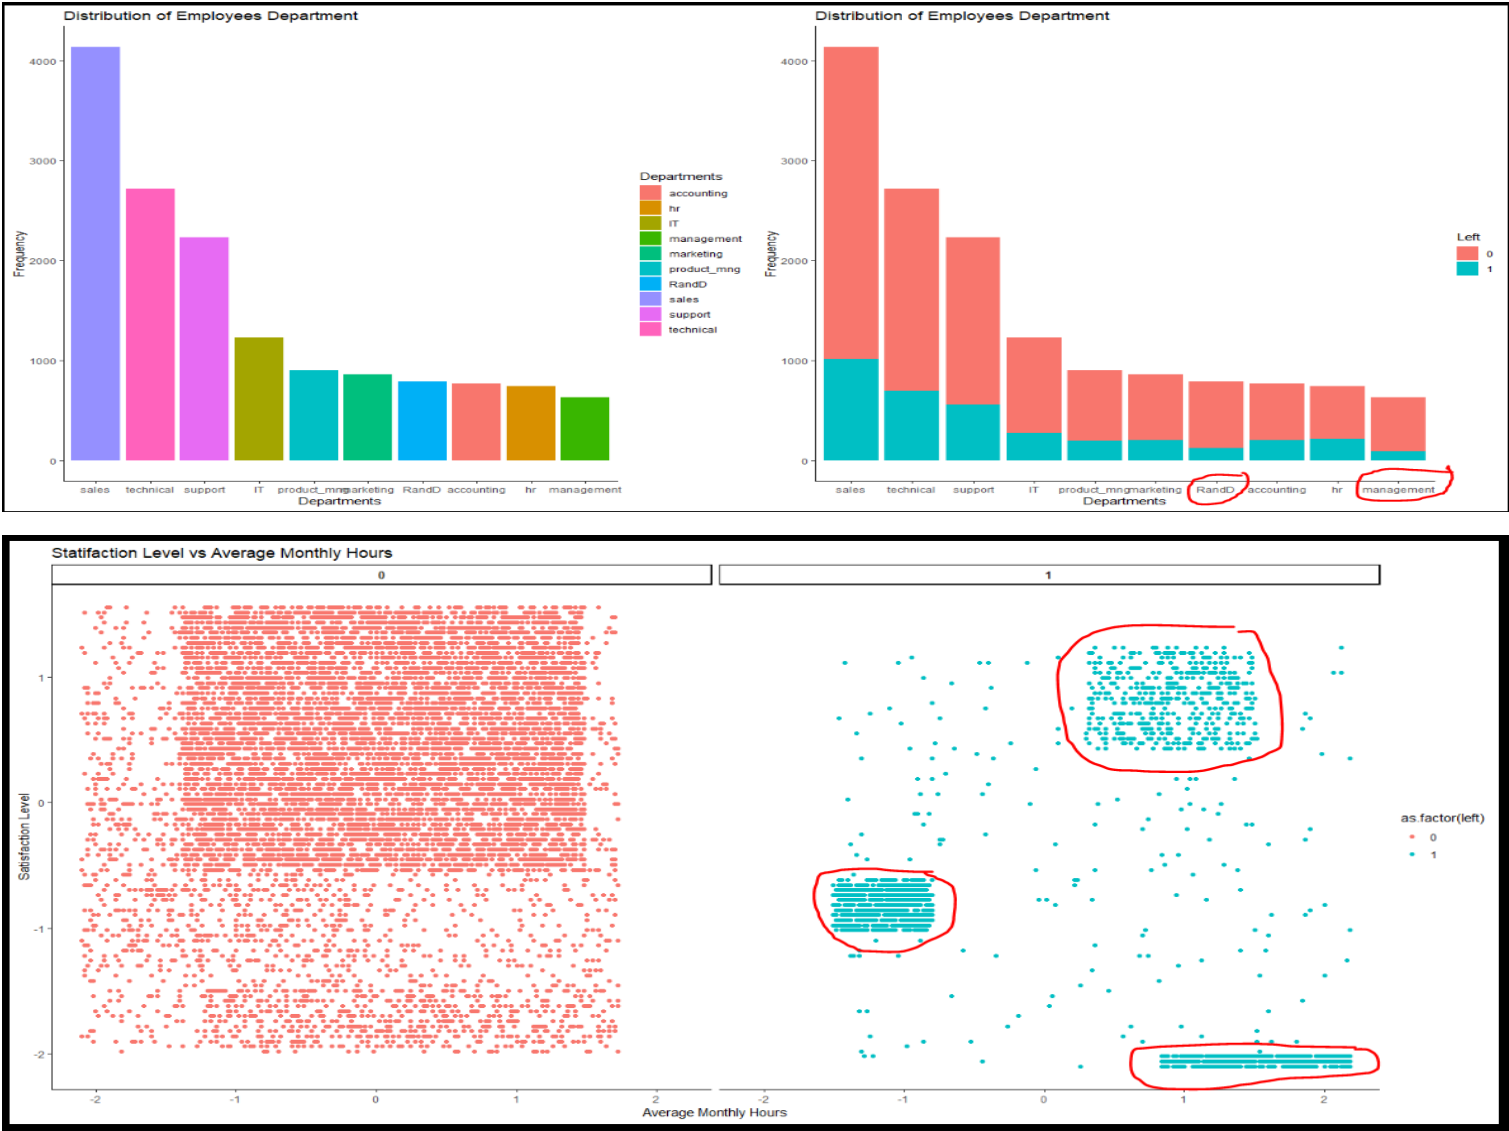 Distribution of Employees Department
4000
3000
2000
1000
0
Frequency
sales technical support IT product_mng marketing RandD accounting hr management
Departments
Departments
accounting
hr
IT
management
marketing
product_mng
RandD
sales
support
technical
Distribution of Employees Department
4000
3000
2000
1000
0
Frequency
sales technical support IT product_mng marketing RandD accounting hr management
Departments
Left
0
1
Statifaction Level vs Average Monthly Hours
0 1
1
0
-1
-2
Satisfaction Level
-2 -1 0 1 2 -2 -1 0 1 2
Average Monthly Hours
as.factor(left)
0
1